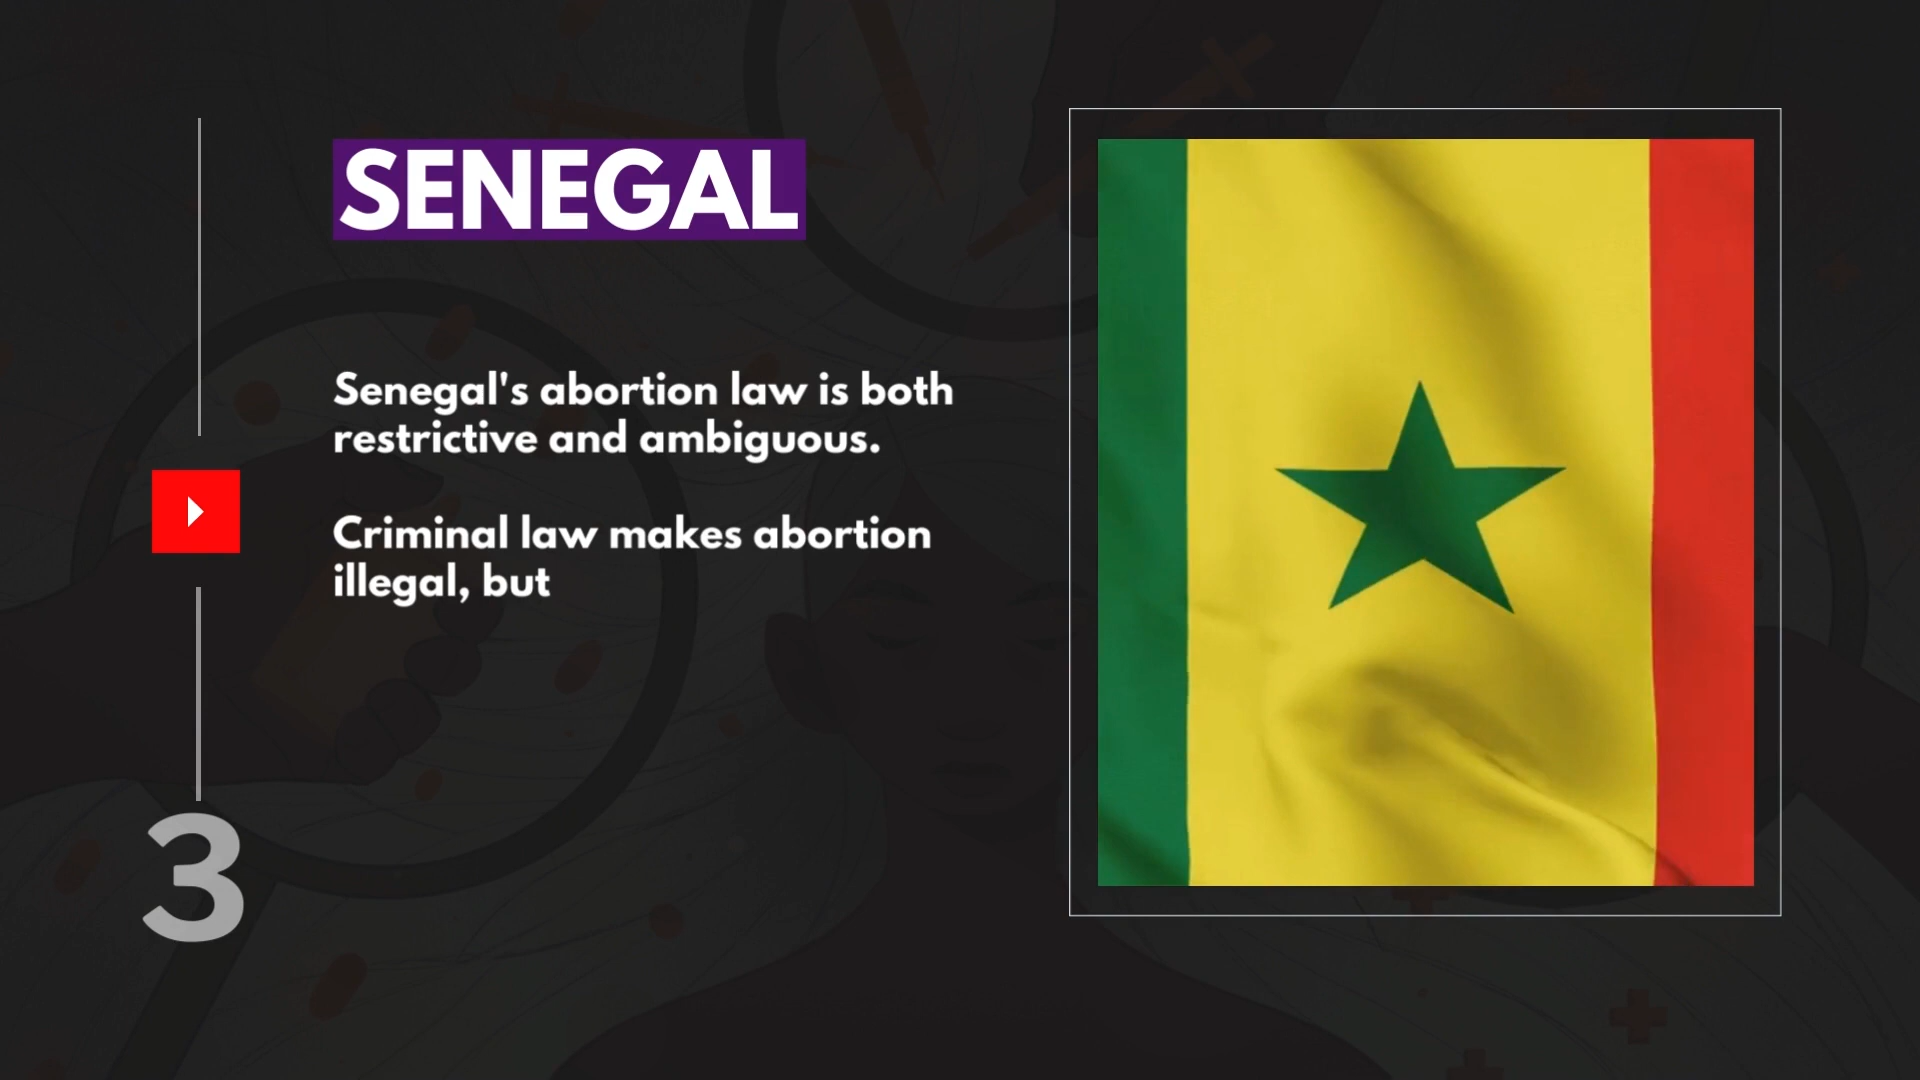 SENEGAL
Senegal's abortion law is both
restrictive and ambiguous.
Criminal law makes abortion
illegal, but
3